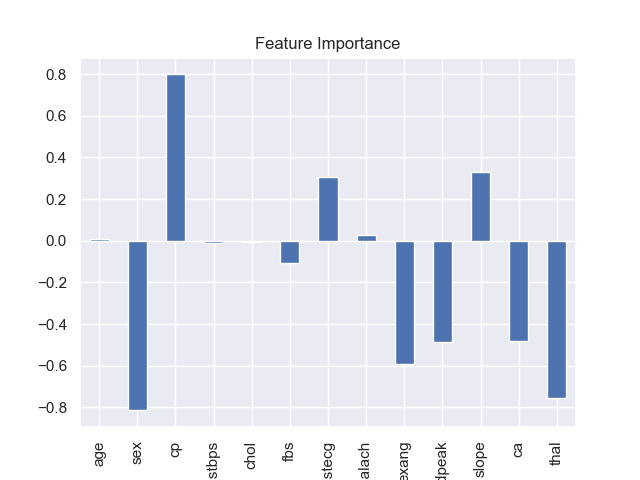 Feature Importance
0.8
0.6
0.4
0.2
0.0
−0.2
−0.4
−0.6
−0.8
age
sex
cp
stbps
chol
fbs
stecg
alach
exang
dpeak
slope
ca
thal